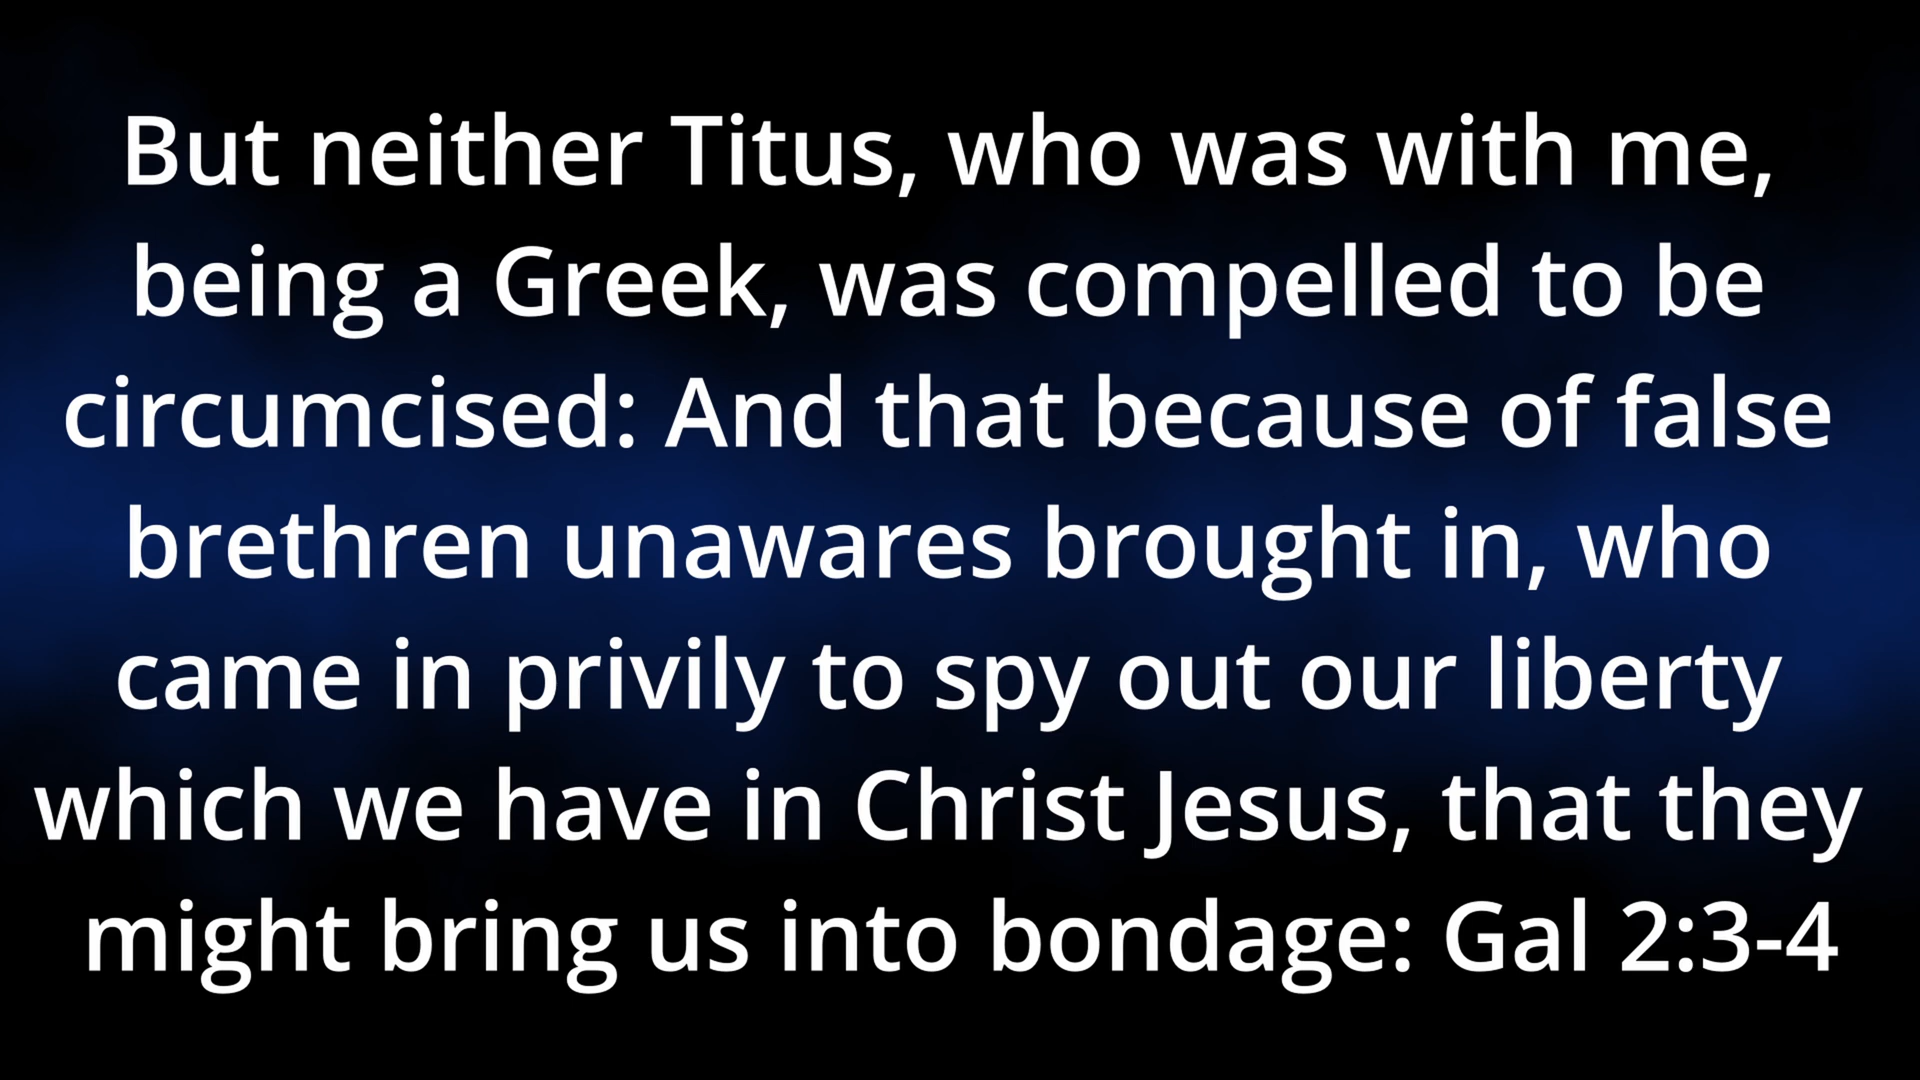 But neither Titus, who was with me,
being a Greek, was compelled to be
circumcised: And that because of false
brethren unawares brought in, who
came in privily to spy out our liberty
which we have in Christ Jesus, that they
might bring us into bondage: Gal 2:3-4